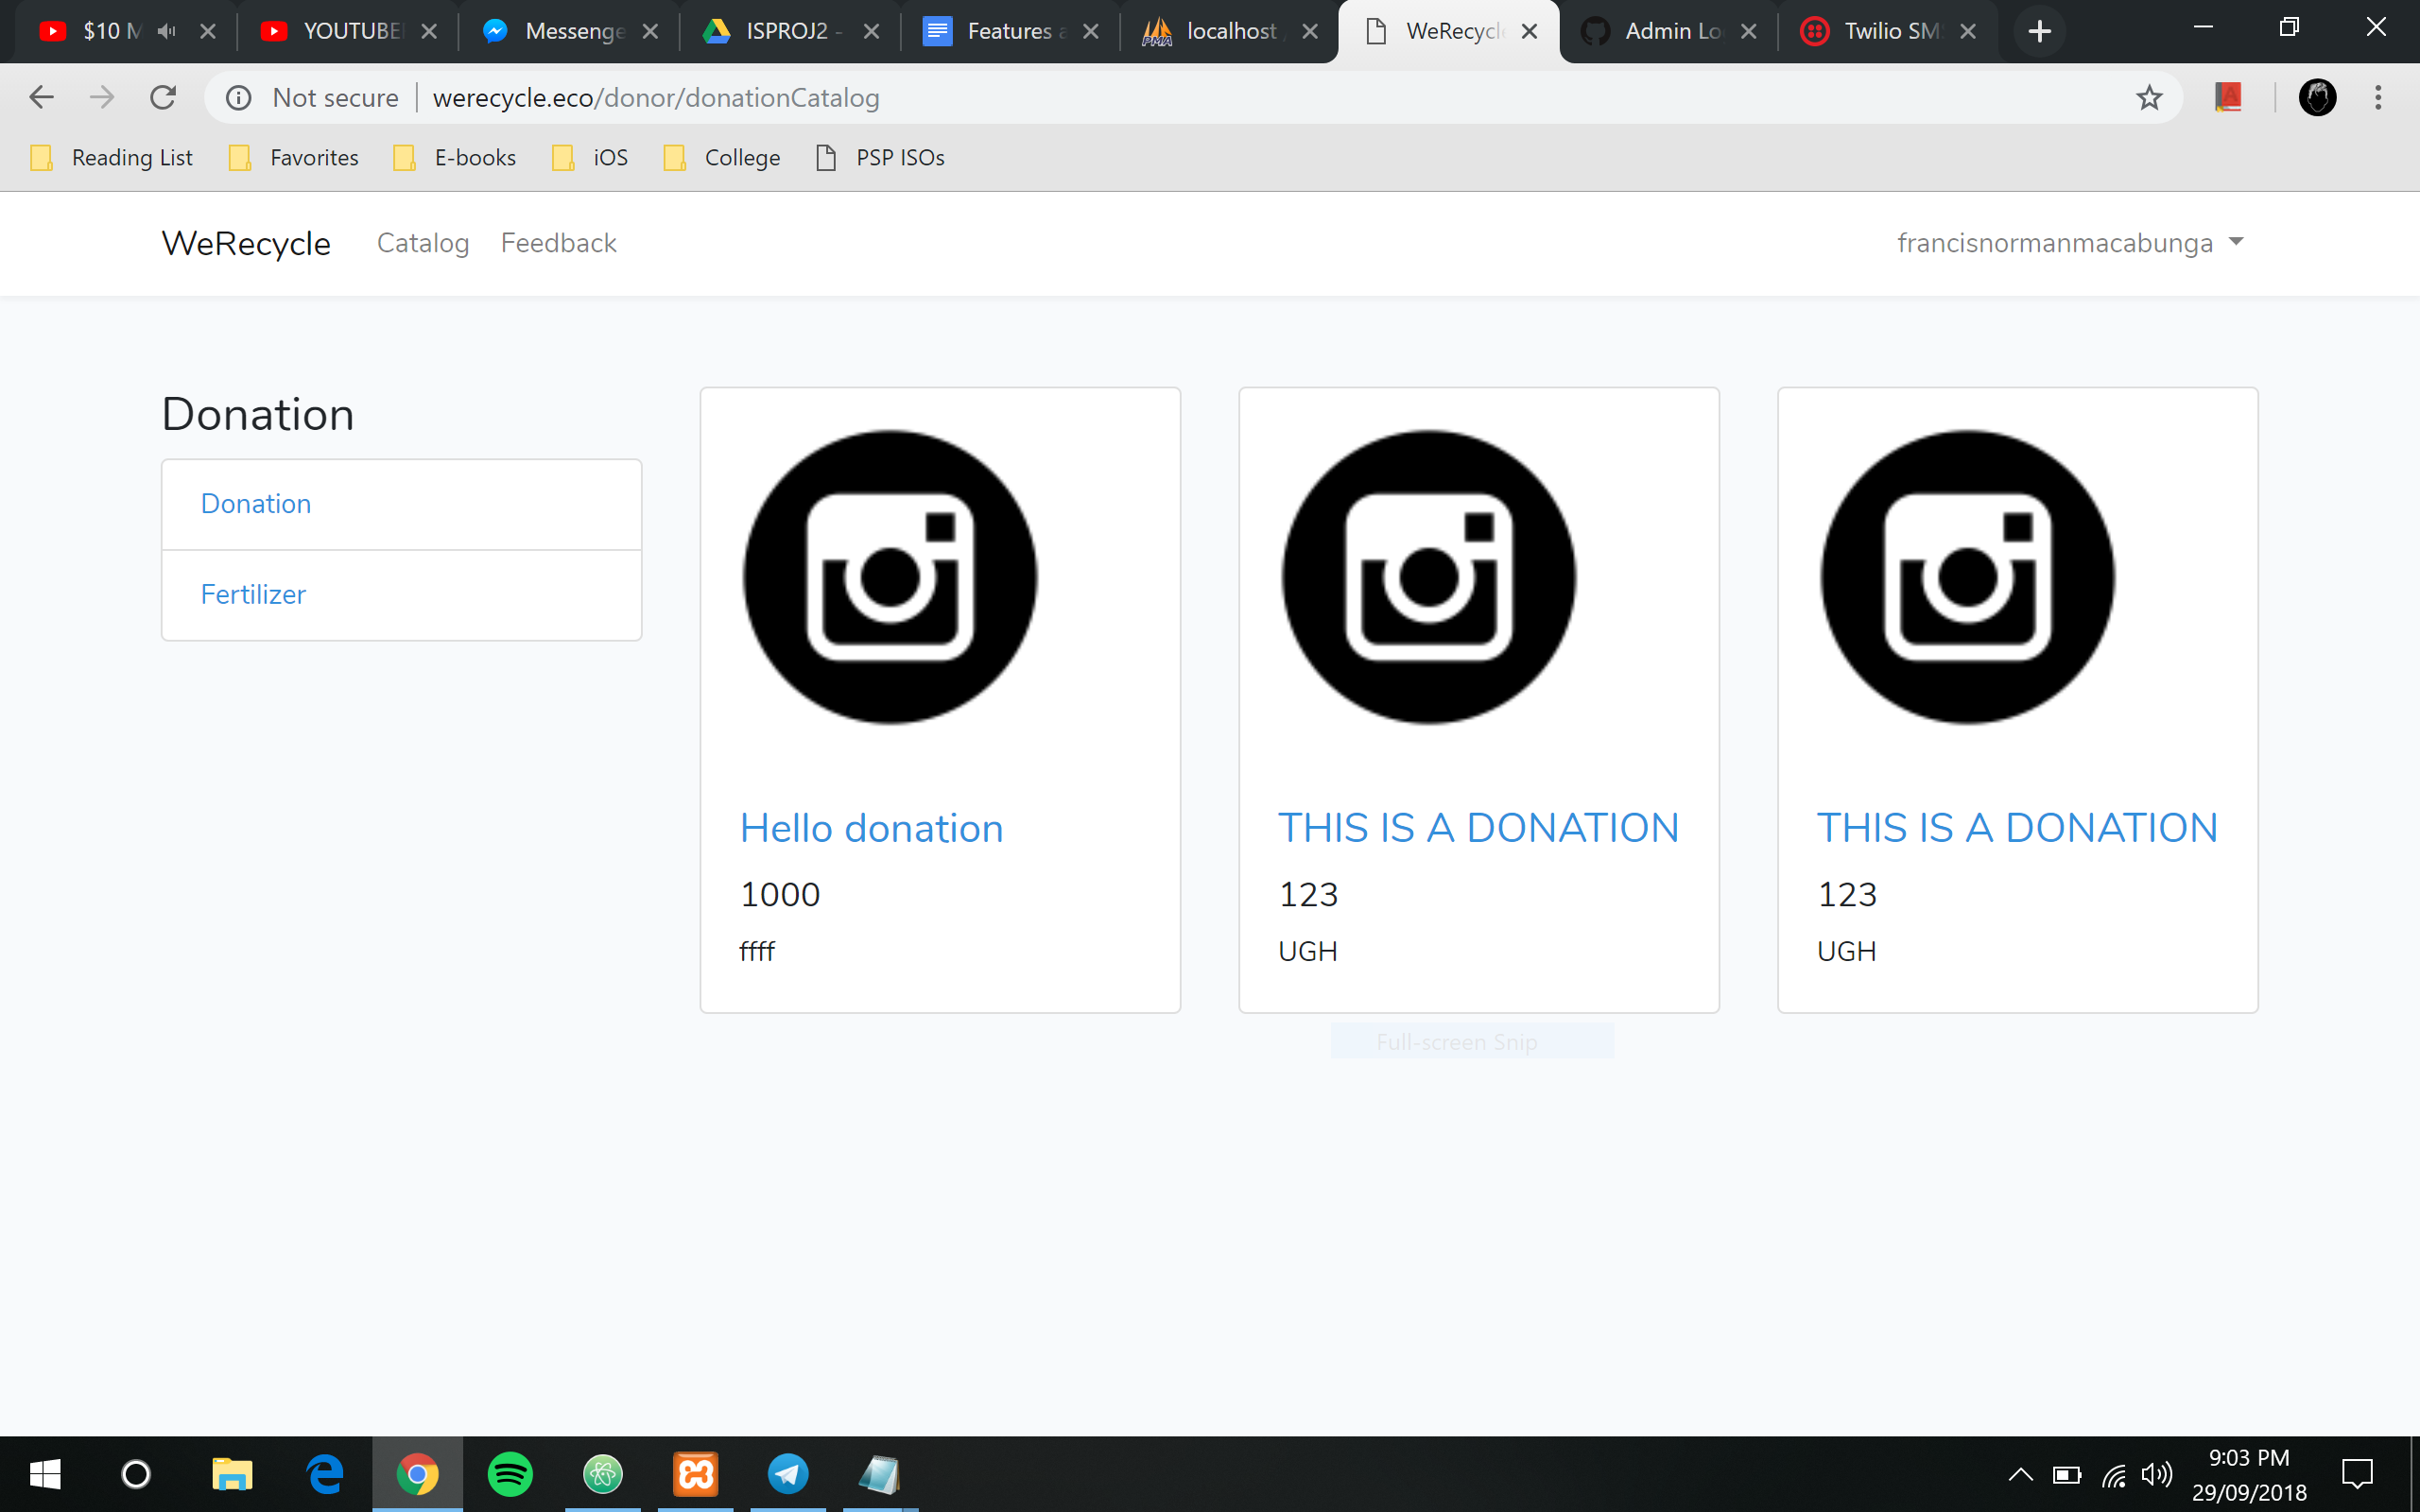 $10 M
YOUTUBE
Messenge
ISPROJ2 -
Features a
localhost /
WeRecycle
Admin Lo
Twilio SM
Not secure
werecycle.eco/donor/donationCatalog
Reading List
Favorites
E-books
iOS
College
PSP ISOs
WeRecycle
Catalog
Feedback
francisnormanmacabunga
Donation
Donation
Fertilizer
Hello donation
1000
ffff
THIS IS A DONATION
123
UGH
THIS IS A DONATION
123
UGH
Full-screen Snip
9:03 PM
29/09/2018